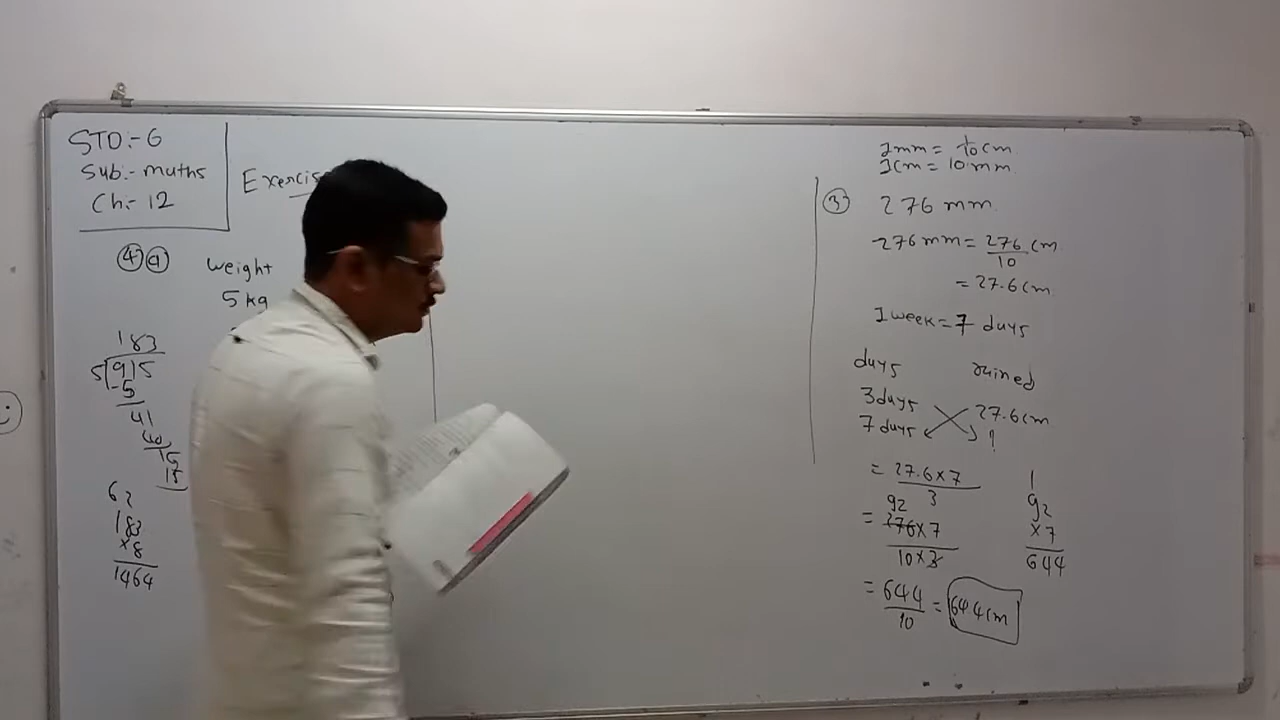 STD:- 6
Sub:- maths
Ch:- 12
Exercis
4 a
weight
5 kg
183
5 915
-5
41
40
15
15
62
183
×8
1464
1mm = 1/10 cm.
1cm = 10 mm.
3 276 mm.
276 mm = 276/10 cm
= 27.6 cm
1 week = 7 days
days rained
3 days 27.6 cm
7 days ?
= 27.6 × 7 / 3
92
= 276 × 7 / 10 × 3
1
92
× 7
644
= 644/10 = 644 cm